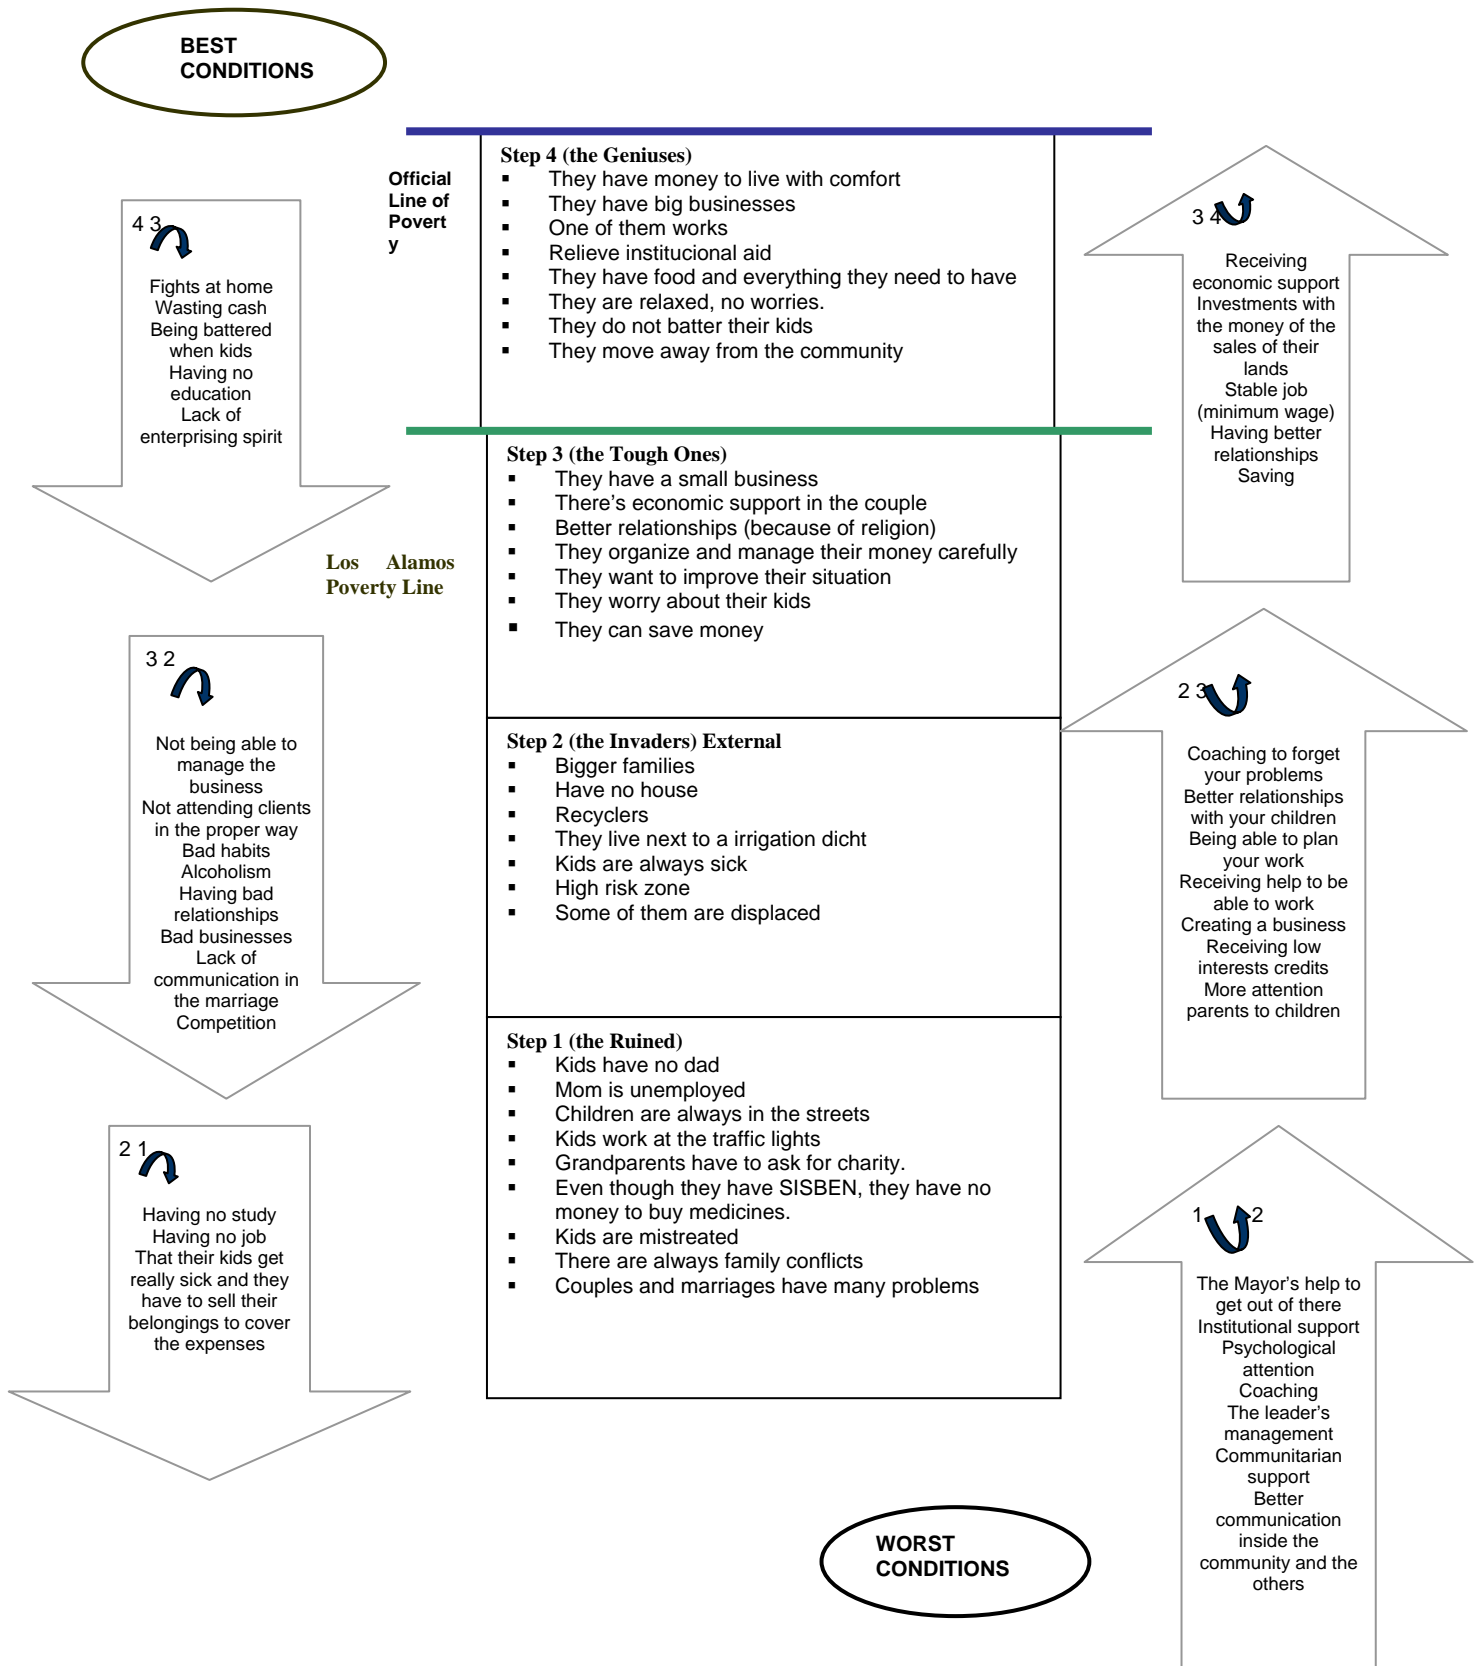 BEST
CONDITIONS
Official
Line of
Povert
y
Step 4 (the Geniuses)
▪ They have money to live with comfort
▪ They have big businesses
▪ One of them works
▪ Relieve institucional aid
▪ They have food and everything they need to have
▪ They are relaxed, no worries.
▪ They do not batter their kids
▪ They move away from the community
4 3
Fights at home
Wasting cash
Being battered
when kids
Having no
education
Lack of
enterprising spirit
3 4
Receiving
economic support
Investments with
the money of the
sales of their
lands
Stable job
(minimum wage)
Having better
relationships
Saving
Los Alamos
Poverty Line
Step 3 (the Tough Ones)
▪ They have a small business
▪ There's economic support in the couple
▪ Better relationships (because of religion)
▪ They organize and manage their money carefully
▪ They want to improve their situation
▪ They worry about their kids
▪ They can save money
3 2
Not being able to
manage the
business
Not attending clients
in the proper way
Bad habits
Alcoholism
Having bad
relationships
Bad businesses
Lack of
communication in
the marriage
Competition
Step 2 (the Invaders) External
▪ Bigger families
▪ Have no house
▪ Recyclers
▪ They live next to a irrigation dicht
▪ Kids are always sick
▪ High risk zone
▪ Some of them are displaced
2 3
Coaching to forget
your problems
Better relationships
with your children
Being able to plan
your work
Receiving help to be
able to work
Creating a business
Receiving low
interests credits
More attention
parents to children
Step 1 (the Ruined)
▪ Kids have no dad
▪ Mom is unemployed
▪ Children are always in the streets
▪ Kids work at the traffic lights
▪ Grandparents have to ask for charity.
▪ Even though they have SISBEN, they have no
money to buy medicines.
▪ Kids are mistreated
▪ There are always family conflicts
▪ Couples and marriages have many problems
2 1
Having no study
Having no job
That their kids get
really sick and they
have to sell their
belongings to cover
the expenses
1 2
The Mayor's help to
get out of there
Institutional support
Psychological
attention
Coaching
The leader's
management
Communitarian
support
Better
communication
inside the
community and the
others
WORST
CONDITIONS